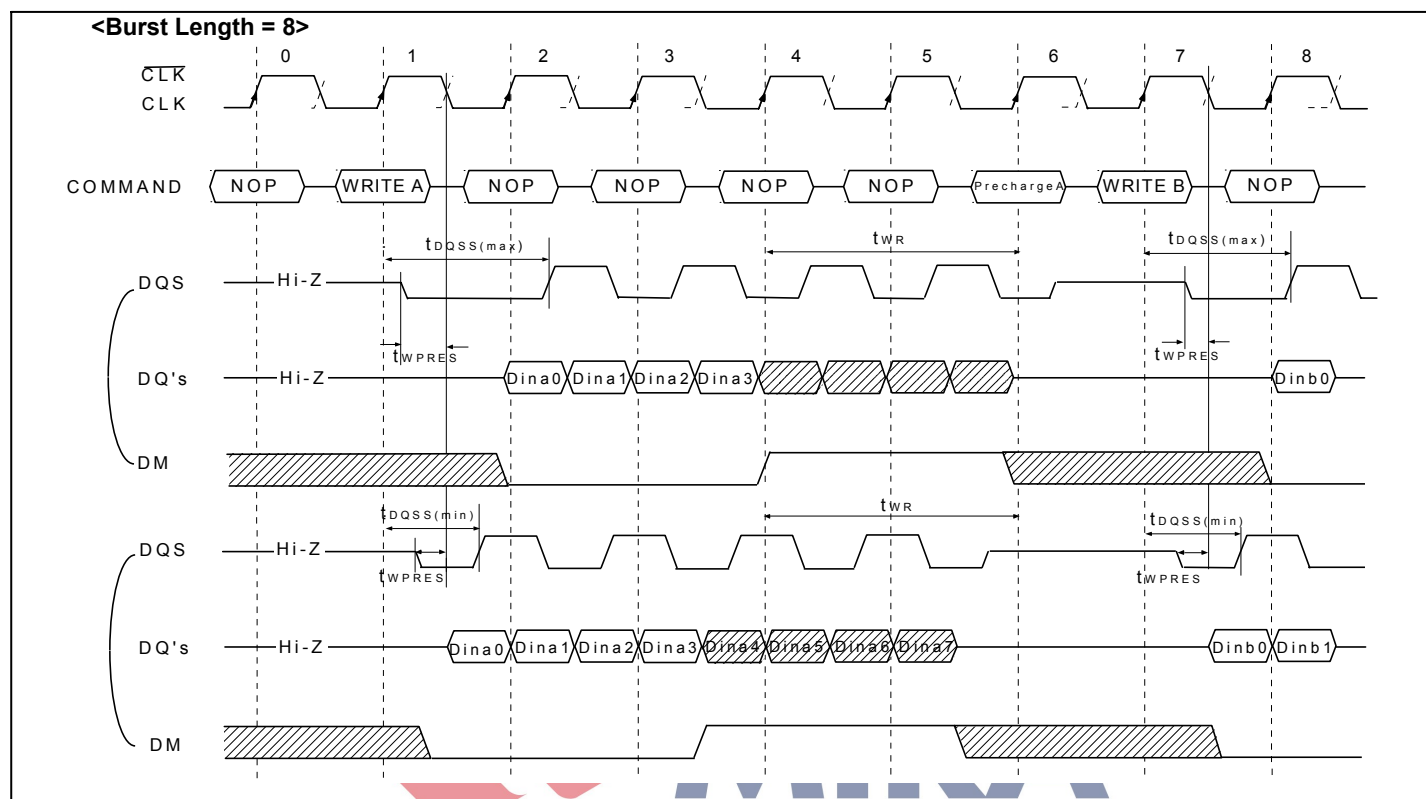 <Burst Length = 8>
0 1 2 3 4 5 6 7 8
CLK
CLK
COMMAND NOP WRITE A NOP NOP NOP NOP PrechargeA WRITE B NOP
tDQSS(max) tWR tDQSS(max)
DQS Hi-Z
tWPRES tWPRES
DQ's Hi-Z Dina0 Dina1 Dina2 Dina3 Dinb0
DM
tDQSS(min) tWR tDQSS(min)
DQS Hi-Z
tWPRES tWPRES
DQ's Hi-Z Dina0 Dina1 Dina2 Dina3 Dina4 Dina5 Dina6 Dina7 Dinb0 Dinb1
DM